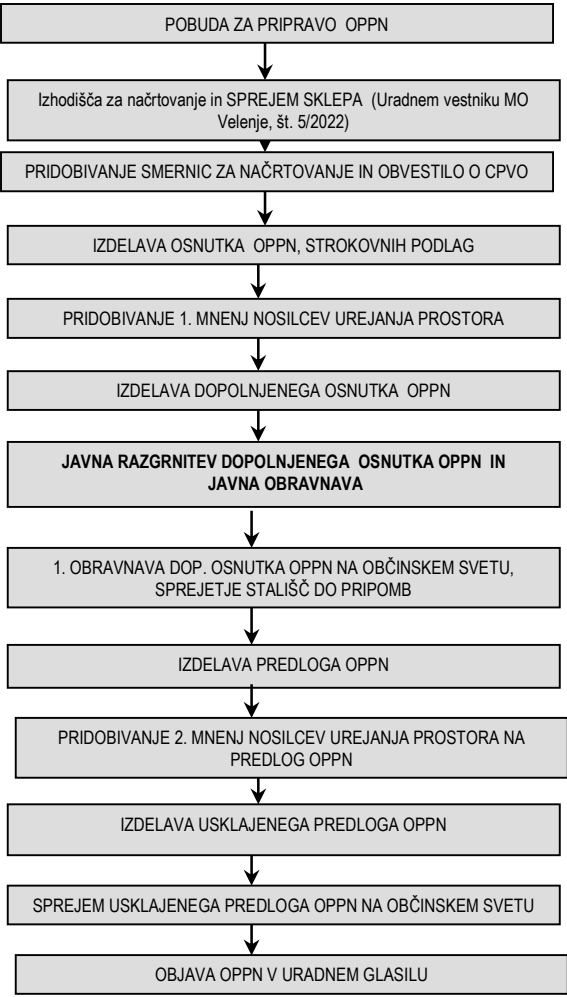 POBUDA ZA PRIPRAVO OPPN
Izhodišča za načrtovanje in SPREJEM SKLEPA (Uradnem vestniku MO
Velenje, št. 5/2022)
PRIDOBIVANJE SMERNIC ZA NAČRTOVANJE IN OBVESTILO O CPVO
IZDELAVA OSNUTKA OPPN, STROKOVNIH PODLAG
PRIDOBIVANJE 1. MNENJ NOSILCEV UREJANJA PROSTORA
IZDELAVA DOPOLNJENEGA OSNUTKA OPPN
JAVNA RAZGRNITEV DOPOLNJENEGA OSNUTKA OPPN IN
JAVNA OBRAVNAVA
1. OBRAVNAVA DOP. OSNUTKA OPPN NA OBČINSKEM SVETU,
SPREJETJE STALIŠČ DO PRIPOMB
IZDELAVA PREDLOGA OPPN
PRIDOBIVANJE 2. MNENJ NOSILCEV UREJANJA PROSTORA NA
PREDLOG OPPN
IZDELAVA USKLAJENEGA PREDLOGA OPPN
SPREJEM USKLAJENEGA PREDLOGA OPPN NA OBČINSKEM SVETU
OBJAVA OPPN V URADNEM GLASILU